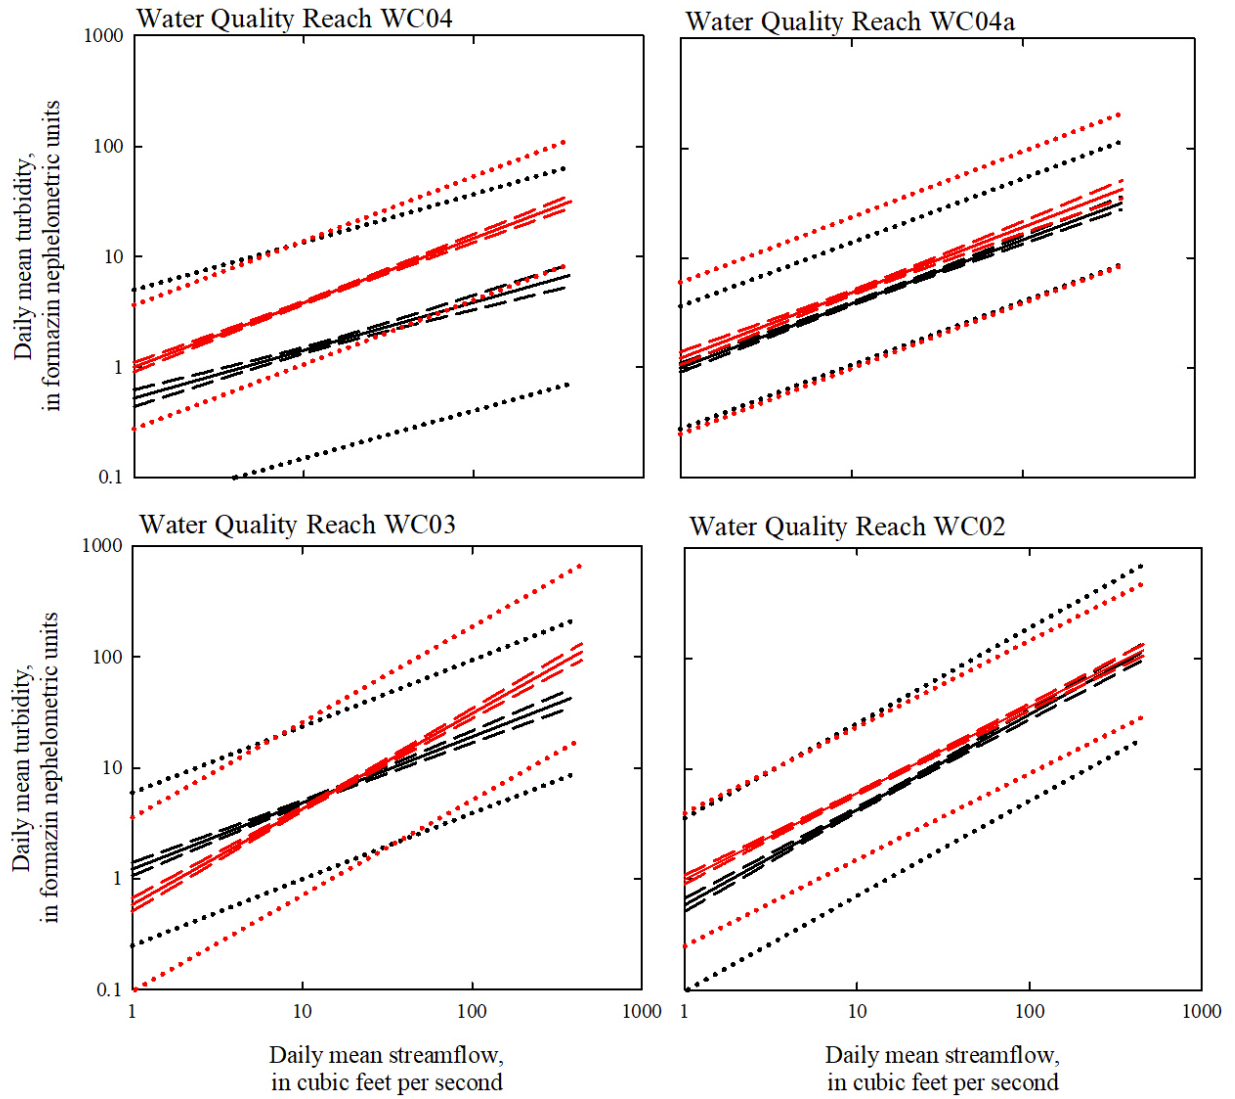 Water Quality Reach WC04
Water Quality Reach WC04a
1000
100
10
1
0.1
Daily mean turbidity,
in formazin nephelometric units
Water Quality Reach WC03
Water Quality Reach WC02
1000
100
10
1
0.1
Daily mean turbidity,
in formazin nephelometric units
1 10 100 1000
1 10 100 1000
Daily mean streamflow,
in cubic feet per second
Daily mean streamflow,
in cubic feet per second